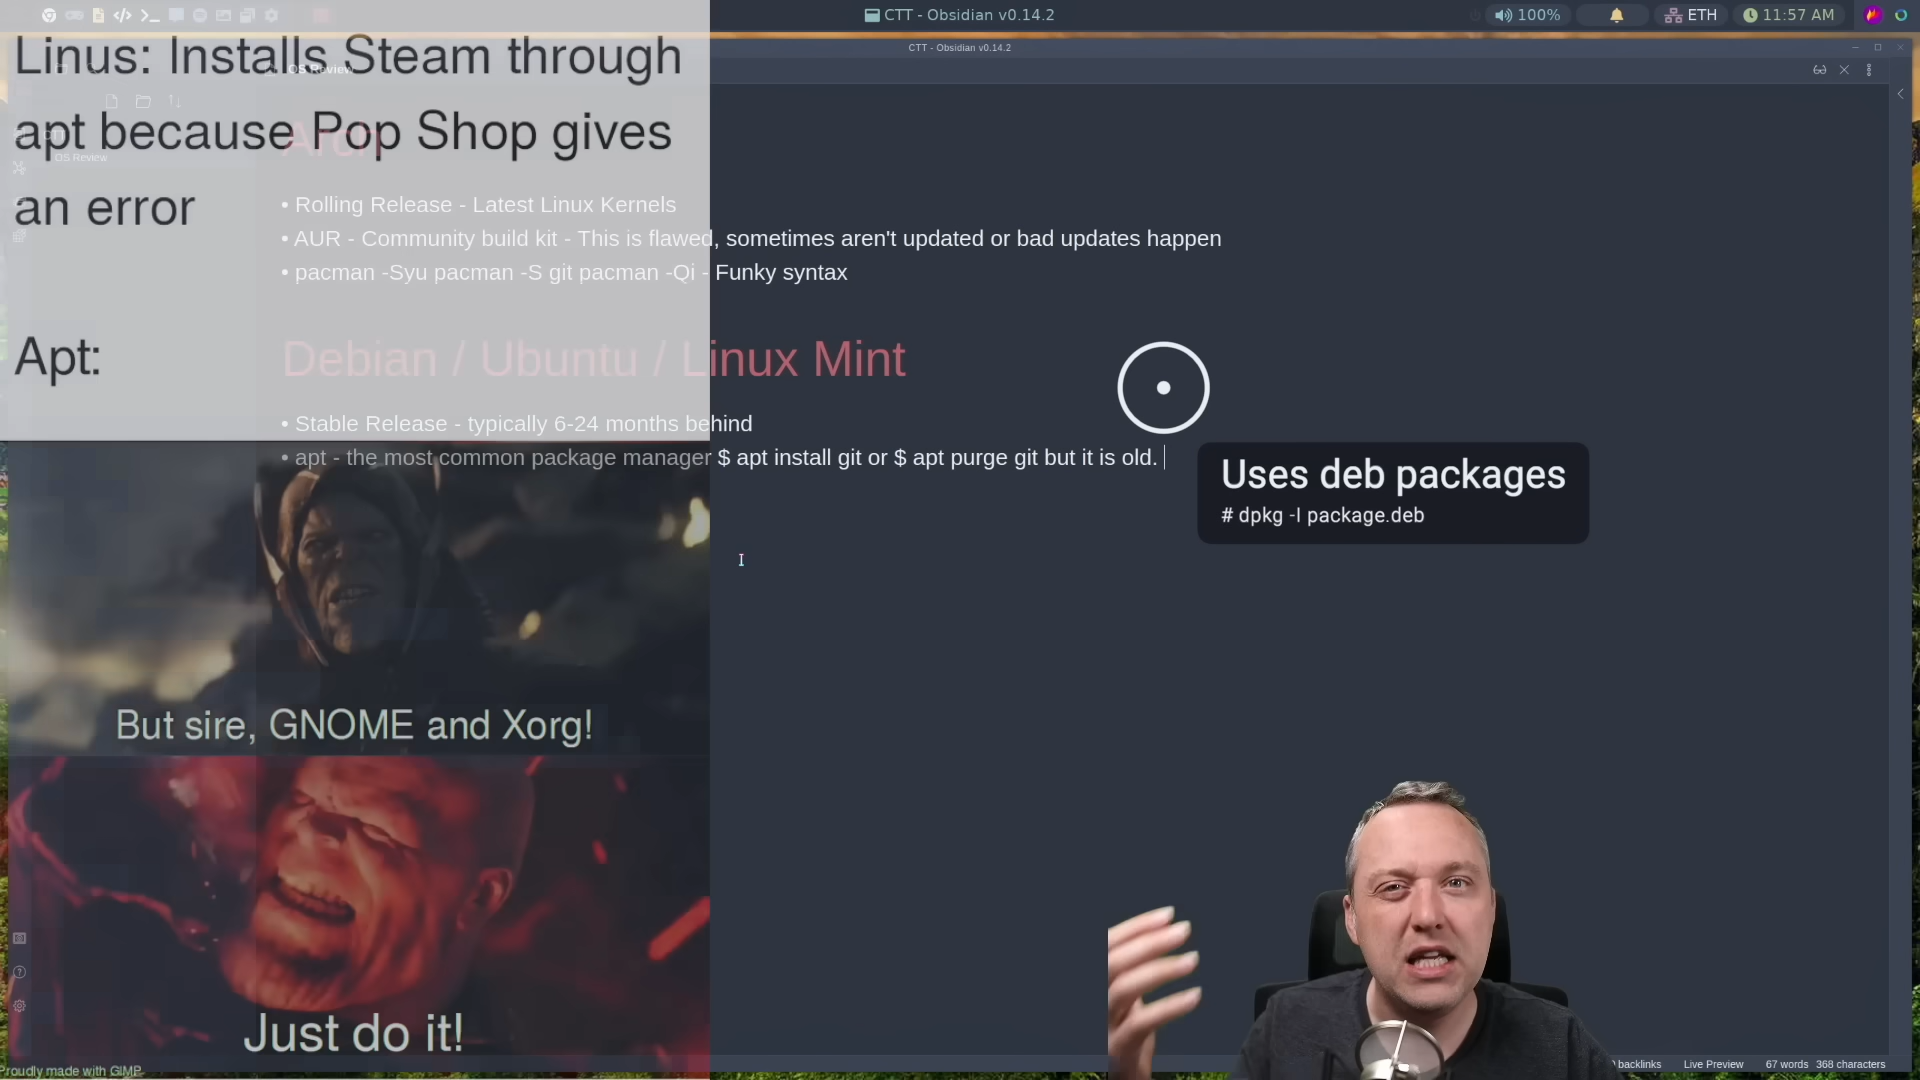 CTT - Obsidian v0.14.2
100%
ETH
11:57 AM
CTT - Obsidian v0.14.2
Linus: Installs Steam through
apt because Pop Shop gives
an error
Apt:
OS Review
OS Review
Arch
• Rolling Release - Latest Linux Kernels
• AUR - Community build kit - This is flawed, sometimes aren't updated or bad updates happen
• pacman -Syu pacman -S git pacman -Qi - Funky syntax
Debian / Ubuntu / Linux Mint
• Stable Release - typically 6-24 months behind
• apt - the most common package manager $ apt install git or $ apt purge git but it is old.
Uses deb packages
# dpkg -I package.deb
But sire, GNOME and Xorg!
Just do it!
Proudly made with GIMP
backlinks
Live Preview
67 words
368 characters